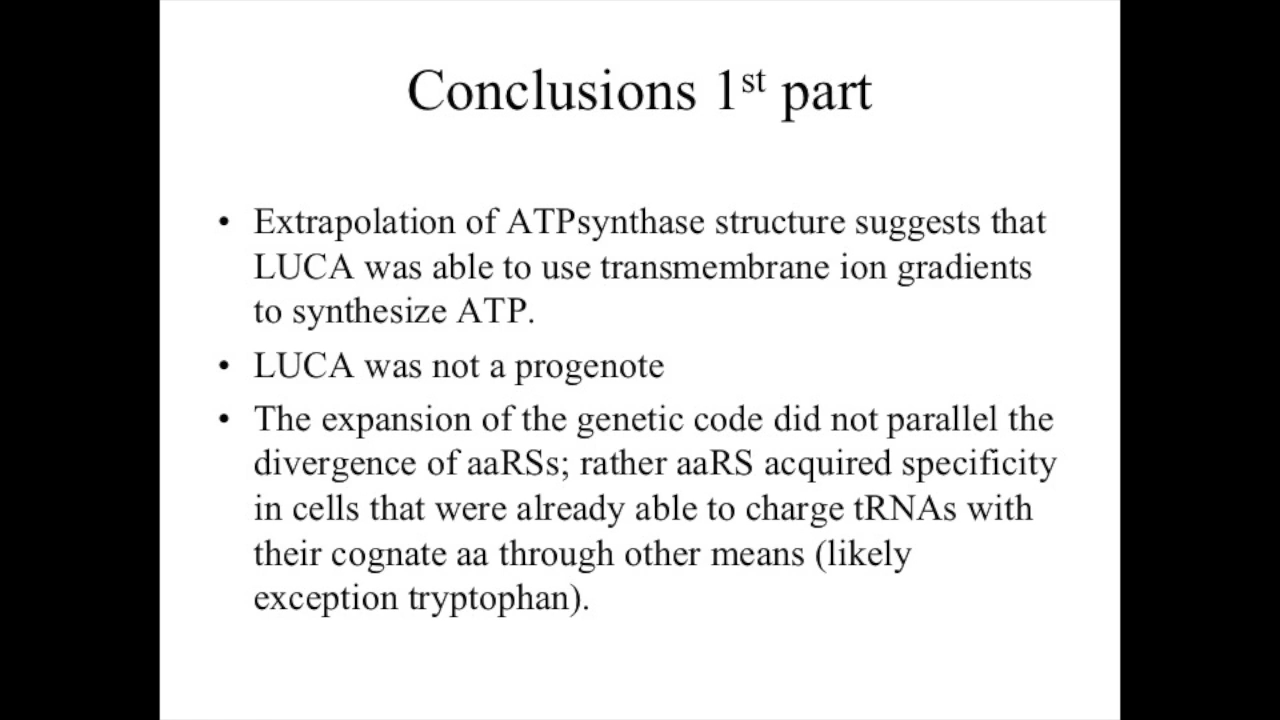 Conclusions 1st part
• Extrapolation of ATPsynthase structure suggests that
LUCA was able to use transmembrane ion gradients
to synthesize ATP.
• LUCA was not a progenote
• The expansion of the genetic code did not parallel the
divergence of aaRSs; rather aaRS acquired specificity
in cells that were already able to charge tRNAs with
their cognate aa through other means (likely
exception tryptophan).